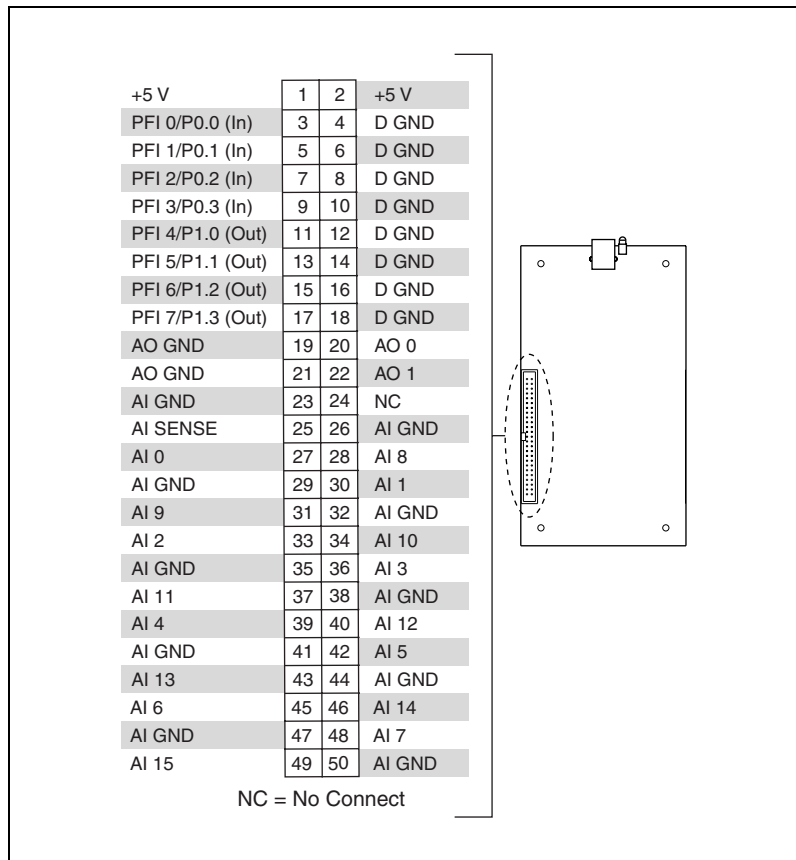 +5 V 1 2 +5 V
PFI 0/P0.0 (In) 3 4 D GND
PFI 1/P0.1 (In) 5 6 D GND
PFI 2/P0.2 (In) 7 8 D GND
PFI 3/P0.3 (In) 9 10 D GND
PFI 4/P1.0 (Out) 11 12 D GND
PFI 5/P1.1 (Out) 13 14 D GND
PFI 6/P1.2 (Out) 15 16 D GND
PFI 7/P1.3 (Out) 17 18 D GND
AO GND 19 20 AO 0
AO GND 21 22 AO 1
AI GND 23 24 NC
AI SENSE 25 26 AI GND
AI 0 27 28 AI 8
AI GND 29 30 AI 1
AI 9 31 32 AI GND
AI 2 33 34 AI 10
AI GND 35 36 AI 3
AI 11 37 38 AI GND
AI 4 39 40 AI 12
AI GND 41 42 AI 5
AI 13 43 44 AI GND
AI 6 45 46 AI 14
AI GND 47 48 AI 7
AI 15 49 50 AI GND
NC = No Connect